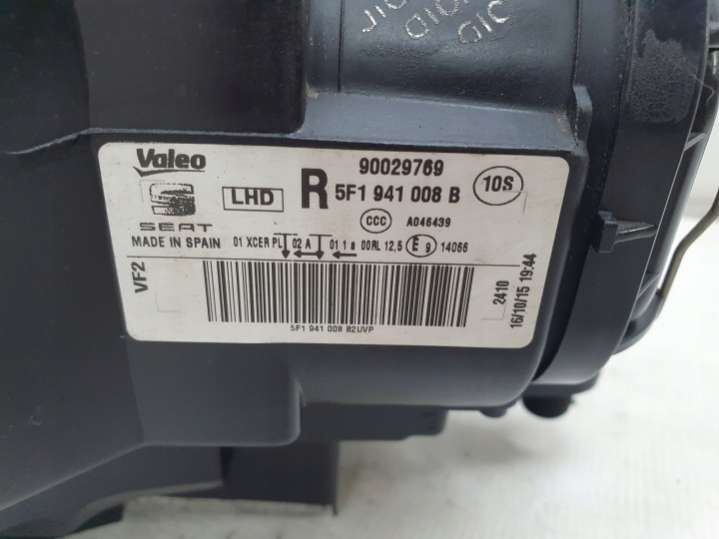 Valeo
SEAT
MADE IN SPAIN
LHD
R
90029769
5F1 941 008 B
10S
CCC A046439
01 XCER PL 02 A 01 1a 00RL 12,5 E 9 14066
VF2
5F1 941 008 B2UVP
2410
16/10/15 19:44